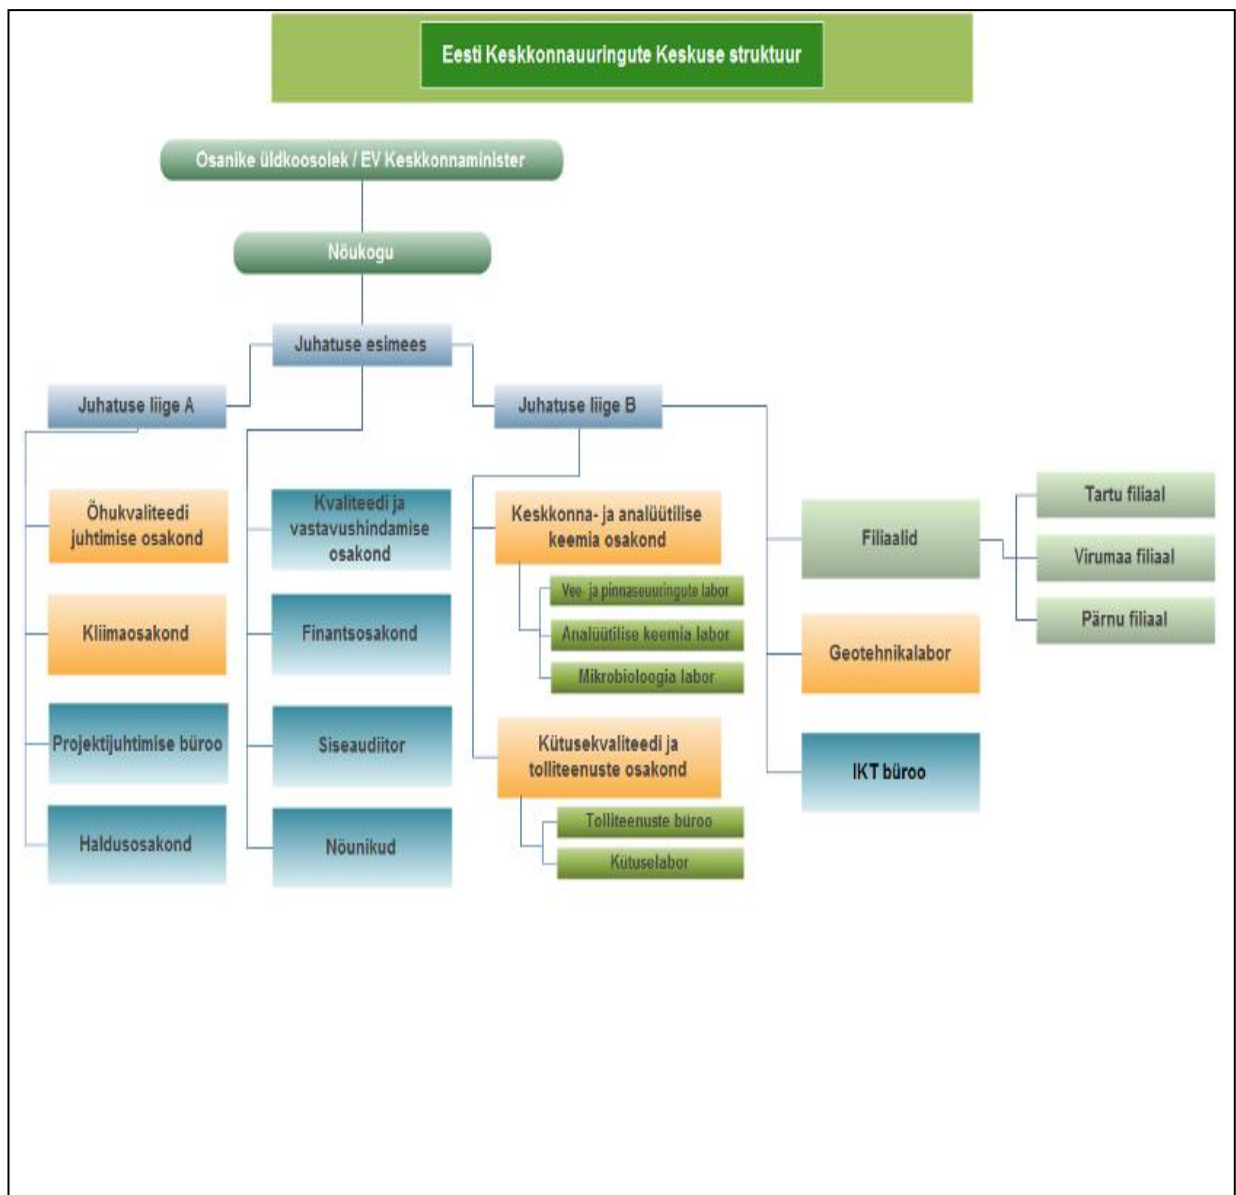 Eesti Keskkonnauuringute Keskuse struktuur
Osanike üldkoosolek / EV Keskkonnaminister
Nõukogu
Juhatuse esimees
Juhatuse liige A
Juhatuse liige B
Õhukvaliteedi
juhtimise osakond
Kliimaosakond
Projektijuhtimise büroo
Haldusosakond
Kvaliteedi ja
vastavushindamise
osakond
Finantsosakond
Siseaudiitor
Nõunikud
Keskkonna- ja analüütilise
keemia osakond
Vee- ja pinnaseuuringute labor
Analüütilise keemia labor
Mikrobioloogia labor
Kütusekvaliteedi ja
tolliteenuste osakond
Tolliteenuste büroo
Kütuselabor
Filiaalid
Geotehnikalabor
IKT büroo
Tartu filiaal
Virumaa filiaal
Pärnu filiaal